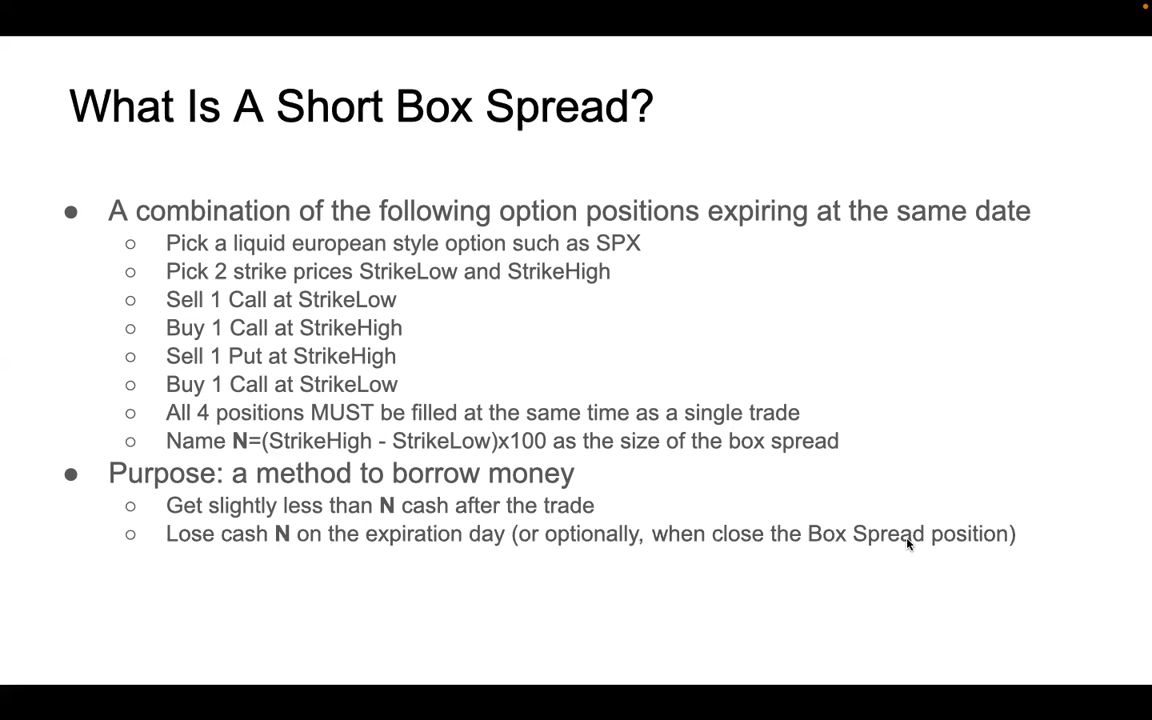 What Is A Short Box Spread?
● A combination of the following option positions expiring at the same date
○ Pick a liquid european style option such as SPX
○ Pick 2 strike prices StrikeLow and StrikeHigh
○ Sell 1 Call at StrikeLow
○ Buy 1 Call at StrikeHigh
○ Sell 1 Put at StrikeHigh
○ Buy 1 Call at StrikeLow
○ All 4 positions MUST be filled at the same time as a single trade
○ Name N=(StrikeHigh - StrikeLow)x100 as the size of the box spread
● Purpose: a method to borrow money
○ Get slightly less than N cash after the trade
○ Lose cash N on the expiration day (or optionally, when close the Box Spread position)